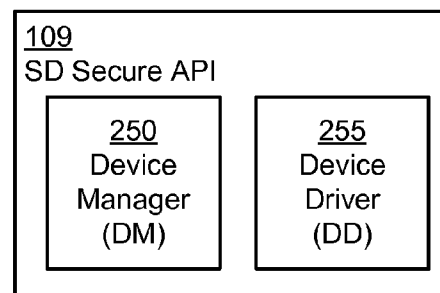 109
SD Secure API
250
Device
Manager
(DM)
255
Device
Driver
(DD)